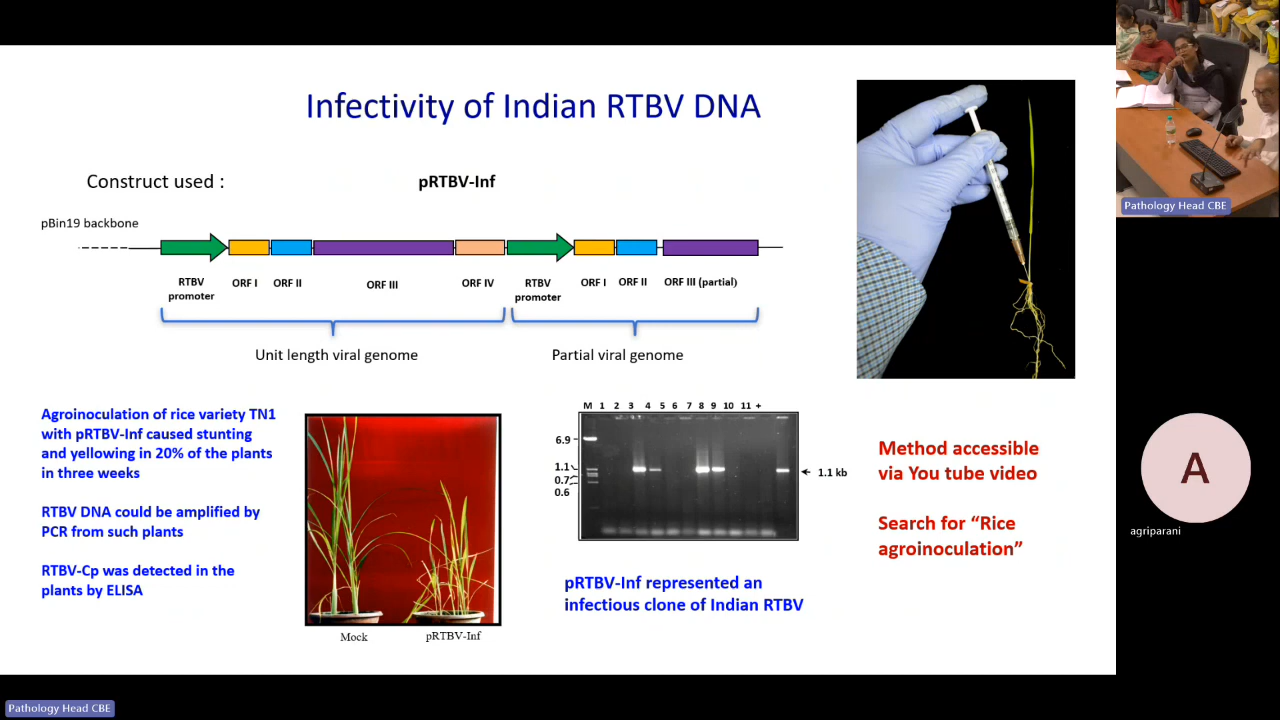 Infectivity of Indian RTBV DNA
Construct used :
pRTBV-Inf
pBin19 backbone
RTBV
promoter
ORF I
ORF II
ORF III
ORF IV
RTBV
promoter
ORF I
ORF II
ORF III (partial)
Unit length viral genome
Partial viral genome
Agroinoculation of rice variety TN1
with pRTBV-Inf caused stunting
and yellowing in 20% of the plants
in three weeks
RTBV DNA could be amplified by
PCR from such plants
RTBV-Cp was detected in the
plants by ELISA
Mock
pRTBV-Inf
M 1 2 3 4 5 6 7 8 9 10 11 +
6.9
1.1
0.7
0.6
1.1 kb
pRTBV-Inf represented an
infectious clone of Indian RTBV
Method accessible
via You tube video
Search for “Rice
agroinoculation”
Pathology Head CBE
A
agriparani
Pathology Head CBE